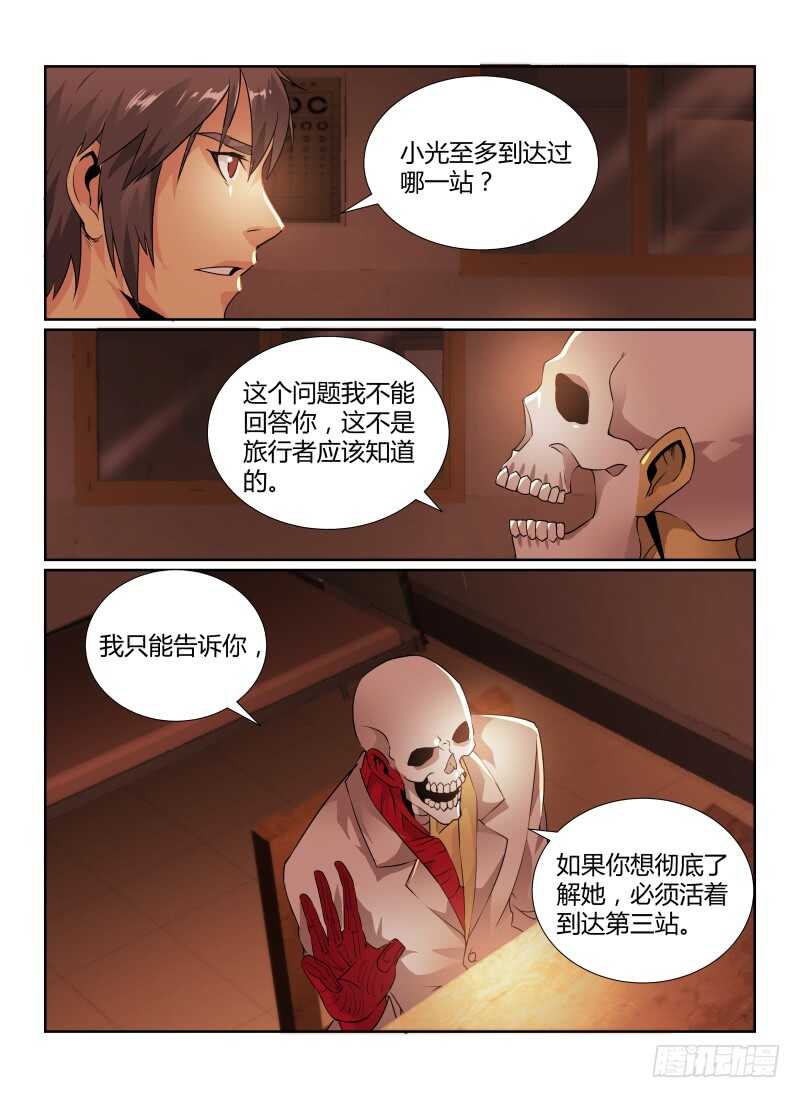 小光至多到达过
哪一站？
这个问题我不能
回答你，这不是
旅行者应该知道
的。
我只能告诉你，
如果你想彻底了
解她，必须活着
到达第三站。
腾讯动漫